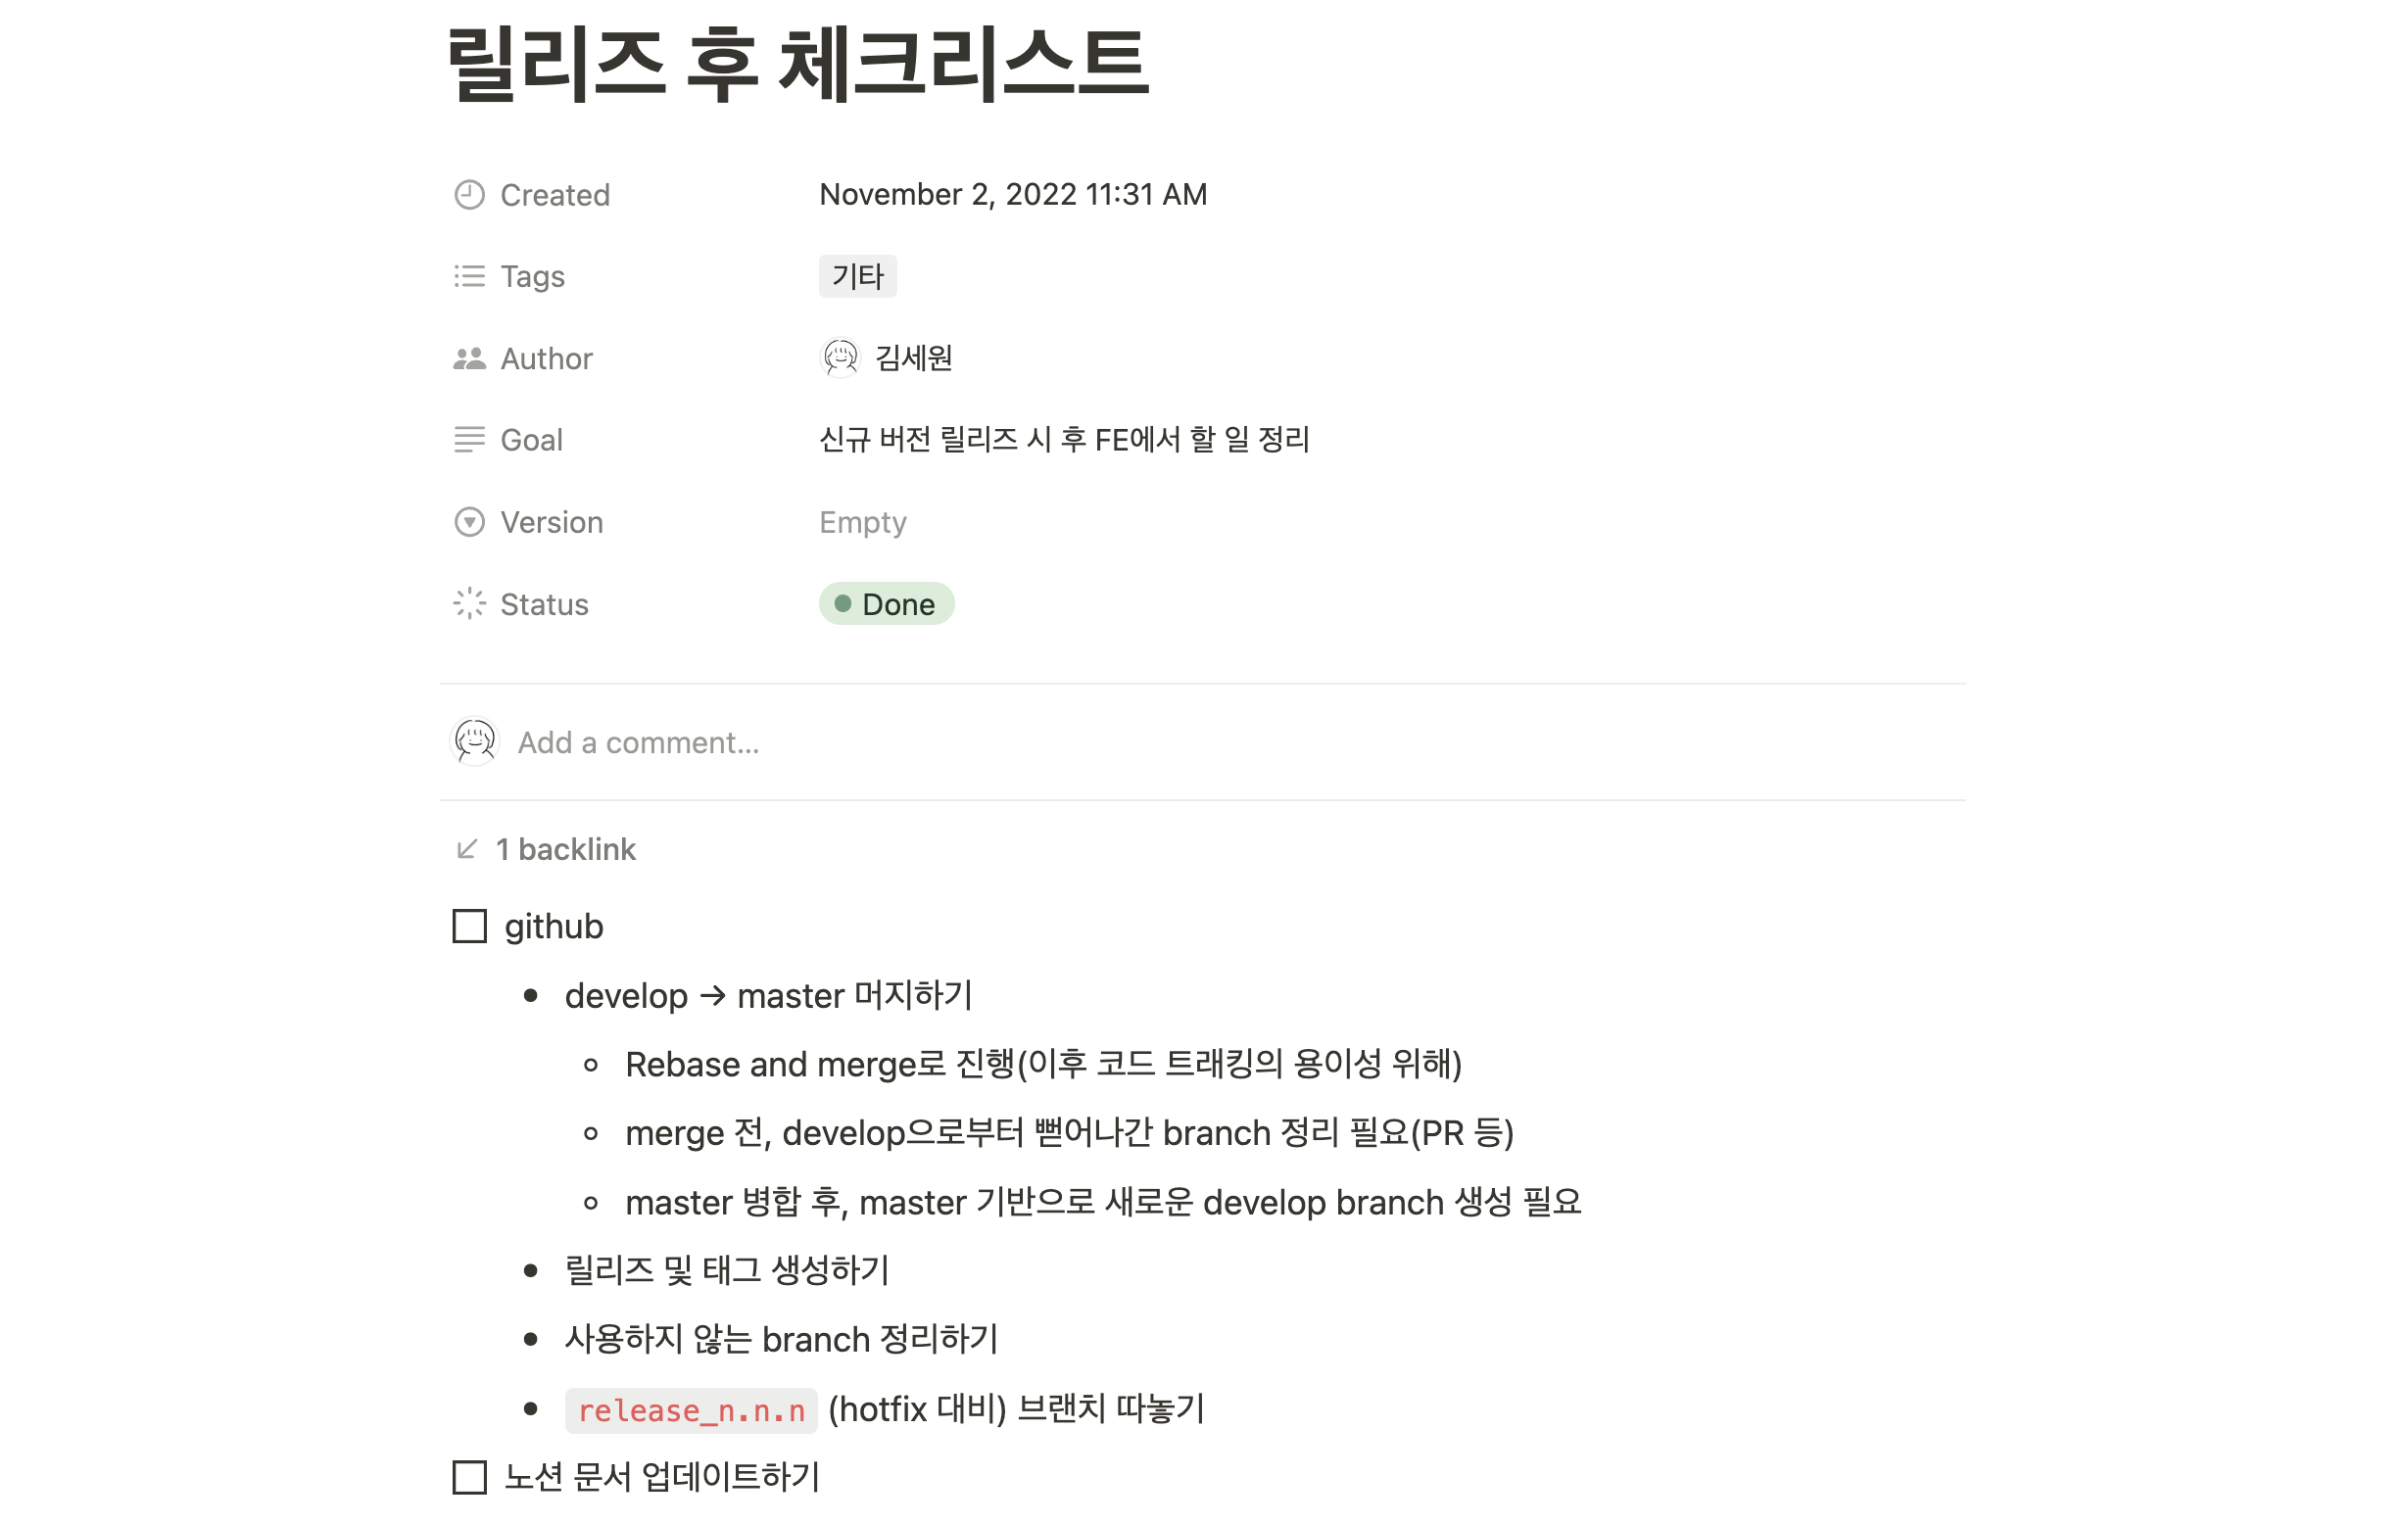 릴리즈 후 체크리스트
Created November 2, 2022 11:31 AM
Tags 기타
Author 김세원
Goal 신규 버전 릴리즈 시 후 FE에서 할 일 정리
Version Empty
Status Done
Add a comment...
1 backlink
github
develop → master 머지하기
Rebase and merge로 진행(이후 코드 트래킹의 용이성 위해)
merge 전, develop으로부터 뻗어나간 branch 정리 필요(PR 등)
master 병합 후, master 기반으로 새로운 develop branch 생성 필요
릴리즈 및 태그 생성하기
사용하지 않는 branch 정리하기
release_n.n.n (hotfix 대비) 브랜치 따놓기
노션 문서 업데이트하기